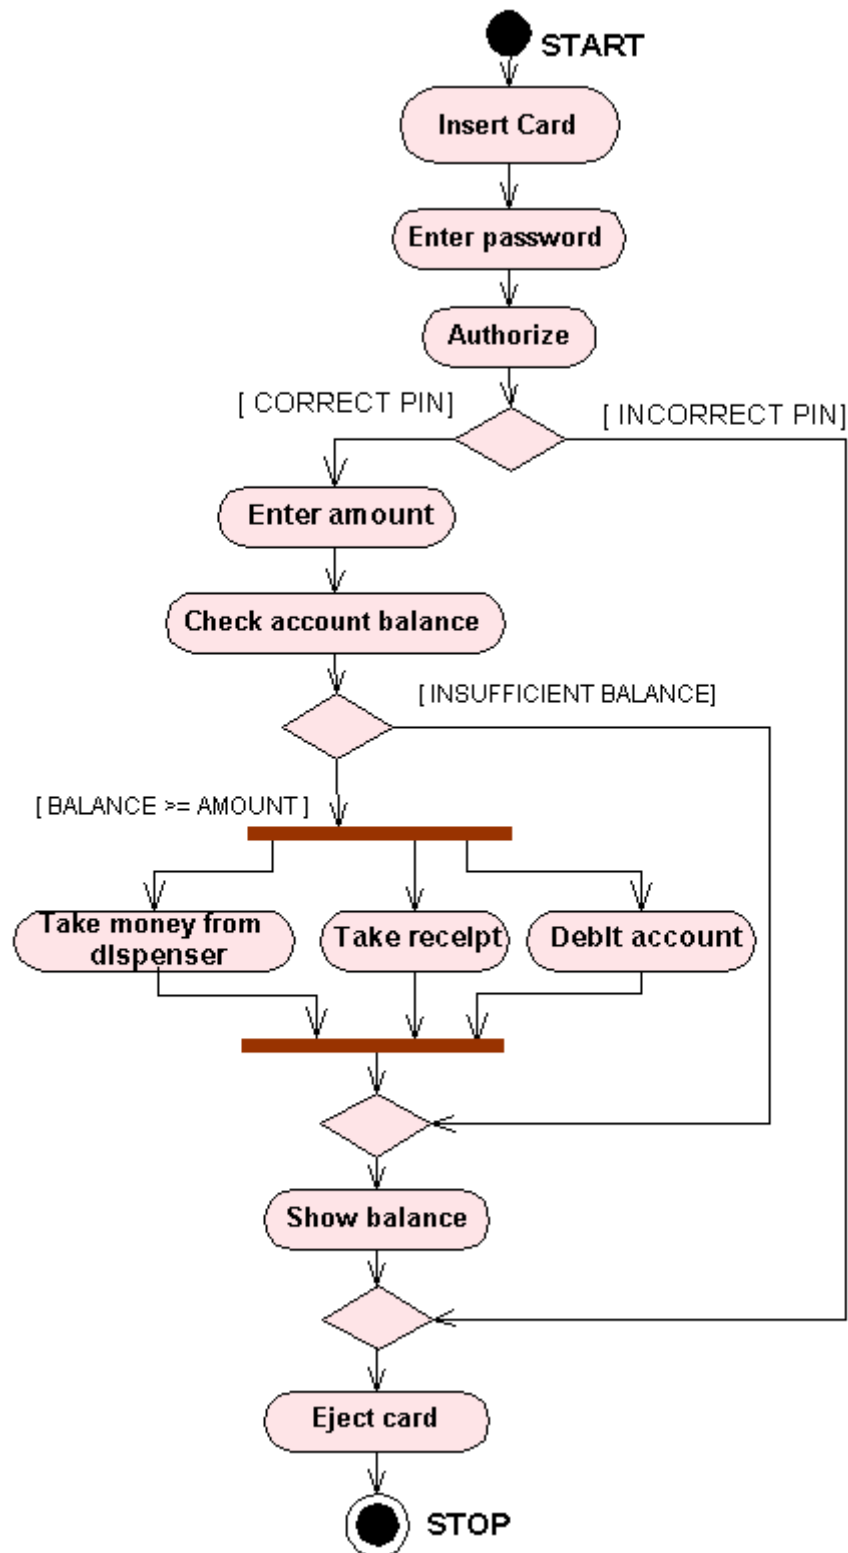 START
Insert Card
Enter password
Authorize
[ CORRECT PIN]
[ INCORRECT PIN]
Enter amount
Check account balance
[ INSUFFICIENT BALANCE]
[ BALANCE >= AMOUNT ]
Take money from
dispenser
Take receipt
Debit account
Show balance
Eject card
STOP